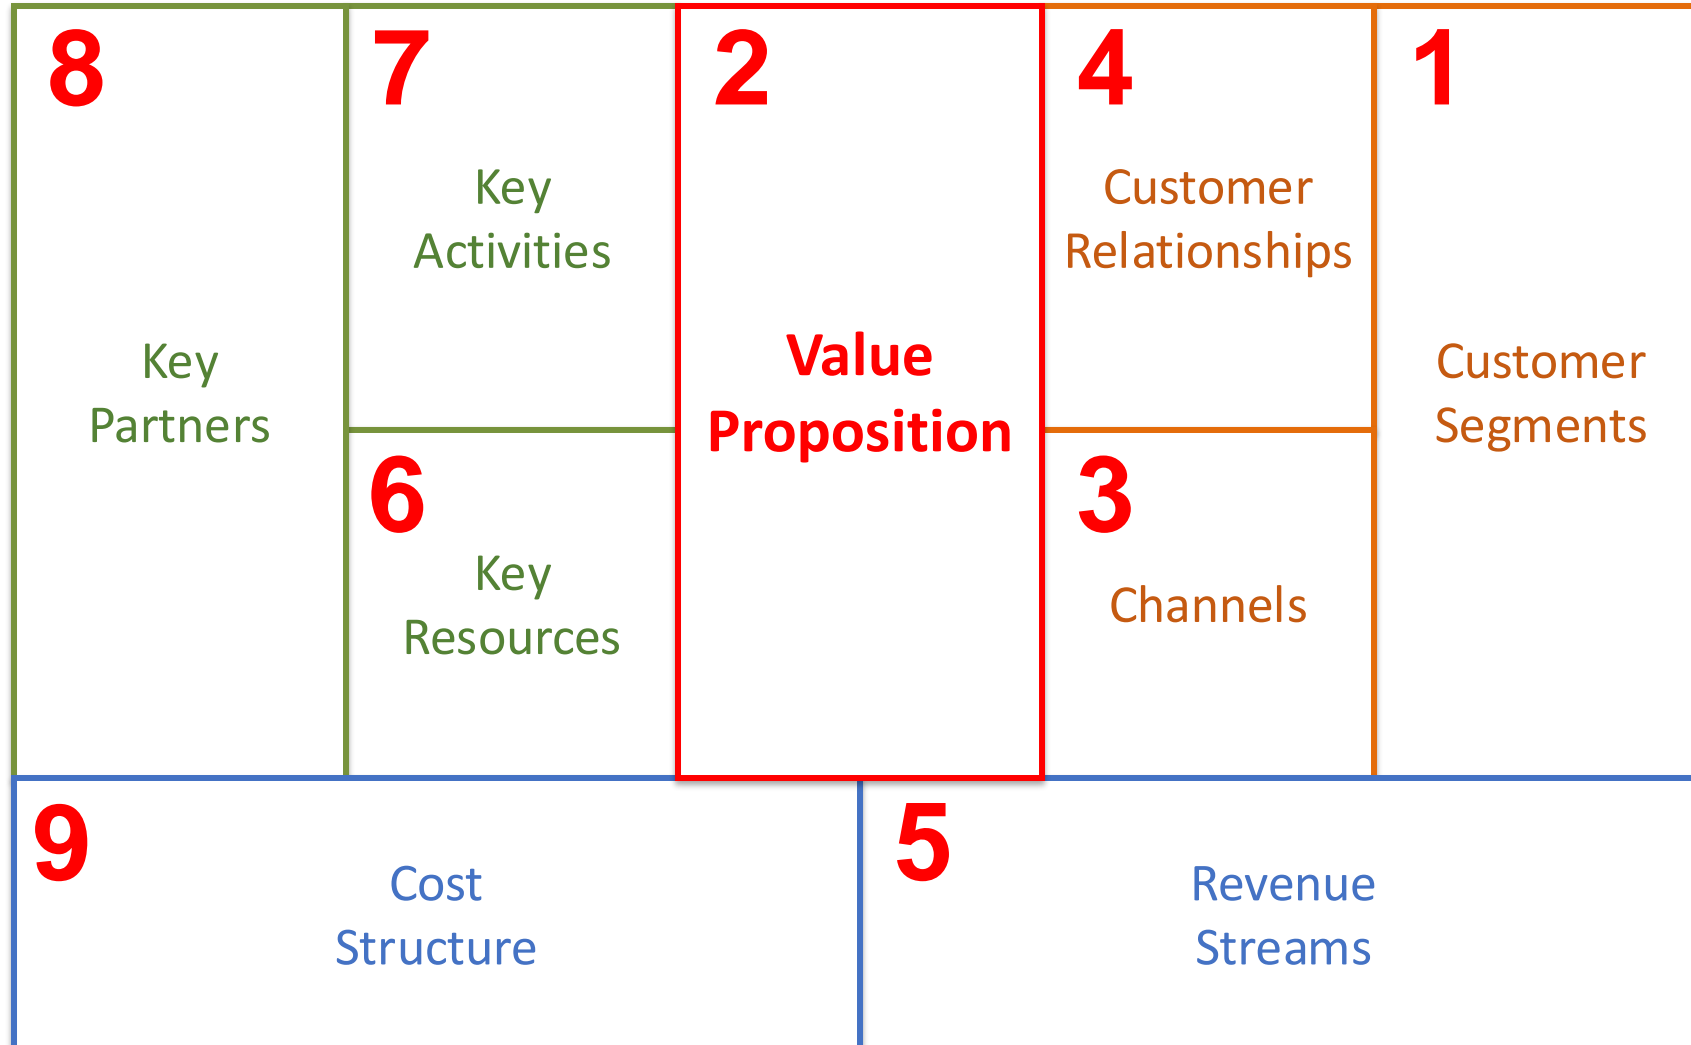 8
Key
Partners
7
Key
Activities
6
Key
Resources
2
Value
Proposition
4
Customer
Relationships
3
Channels
1
Customer
Segments
9
Cost
Structure
5
Revenue
Streams